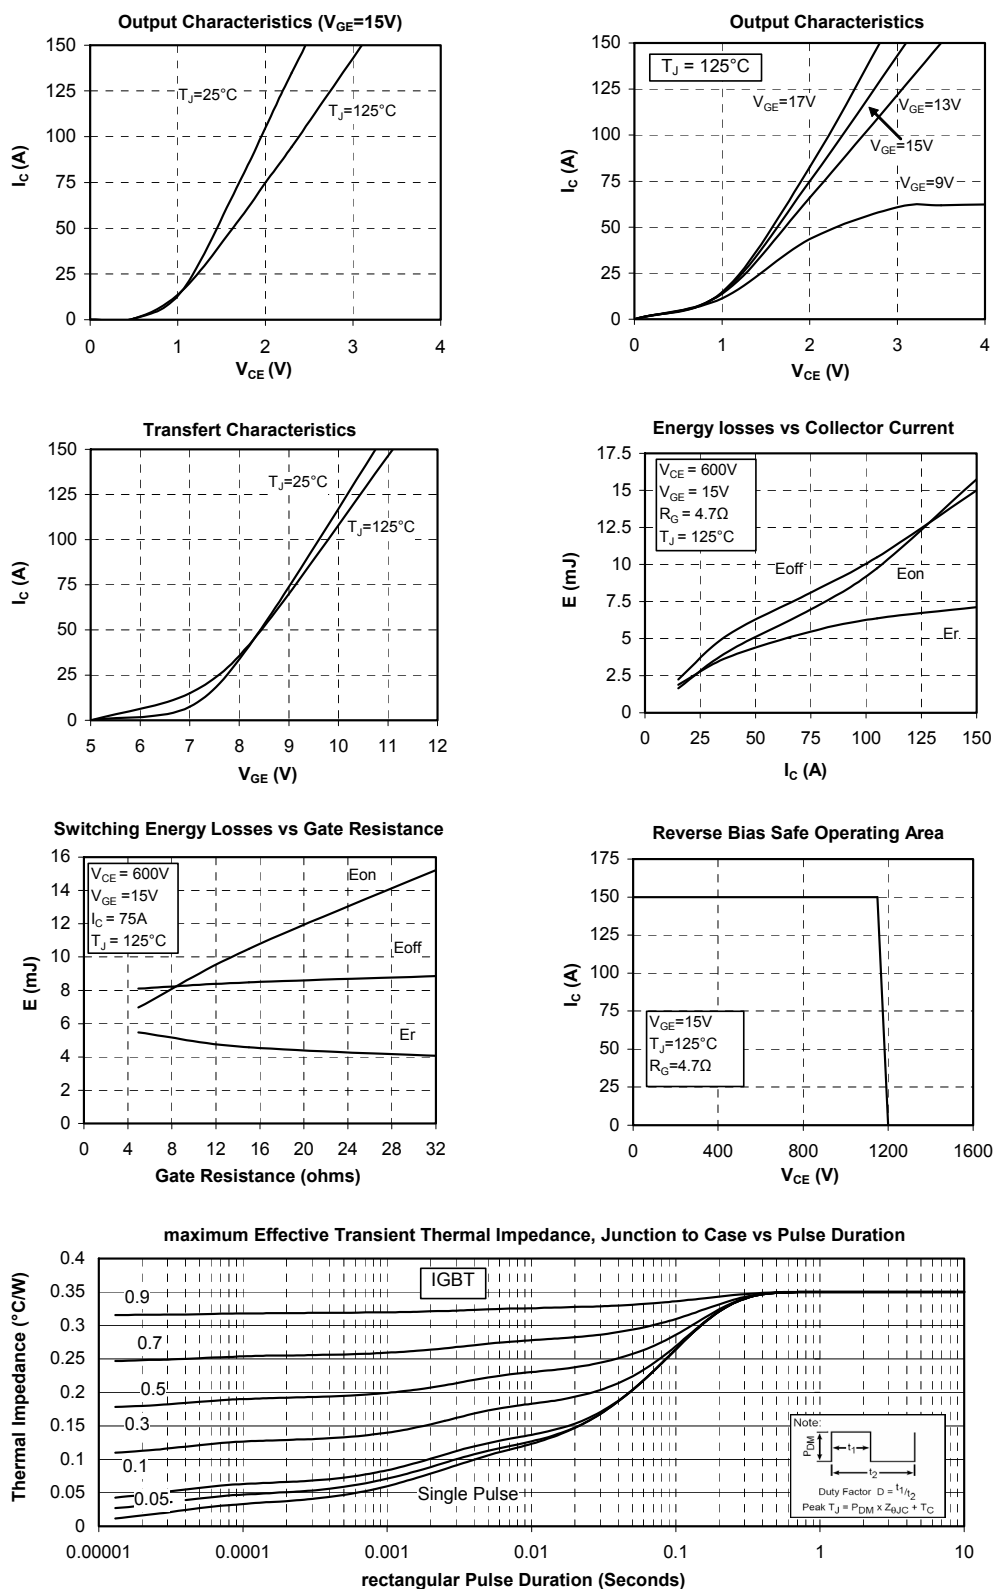 Output Characteristics (VGE=15V)
150
125
100
75
50
25
0
0 1 2 3 4
IC (A)
VCE (V)
TJ=25°C
TJ=125°C
Output Characteristics
150
125
100
75
50
25
0
0 1 2 3 4
IC (A)
VCE (V)
TJ = 125°C
VGE=17V
VGE=13V
VGE=15V
VGE=9V
Transfert Characteristics
150
125
100
75
50
25
0
5 6 7 8 9 10 11 12
IC (A)
VGE (V)
TJ=25°C
TJ=125°C
Energy losses vs Collector Current
17.5
15
12.5
10
7.5
5
2.5
0
0 25 50 75 100 125 150
E (mJ)
IC (A)
VCE = 600V
VGE = 15V
RG = 4.7Ω
TJ = 125°C
Eoff
Eon
Er
Switching Energy Losses vs Gate Resistance
16
14
12
10
8
6
4
2
0
0 4 8 12 16 20 24 28 32
E (mJ)
Gate Resistance (ohms)
VCE = 600V
VGE =15V
IC = 75A
TJ = 125°C
Eon
Eoff
Er
Reverse Bias Safe Operating Area
175
150
125
100
75
50
25
0
0 400 800 1200 1600
IC (A)
VCE (V)
VGE=15V
TJ=125°C
RG=4.7Ω
maximum Effective Transient Thermal Impedance, Junction to Case vs Pulse Duration
0.4
0.35
0.3
0.25
0.2
0.15
0.1
0.05
0
0.00001 0.0001 0.001 0.01 0.1 1 10
Thermal Impedance (°C/W)
rectangular Pulse Duration (Seconds)
IGBT
0.9
0.7
0.5
0.3
0.1
0.05
Single Pulse
Note:
PDM
t1
t2
Duty Factor D = t1/t2
Peak TJ = PDM x ZθJC + TC